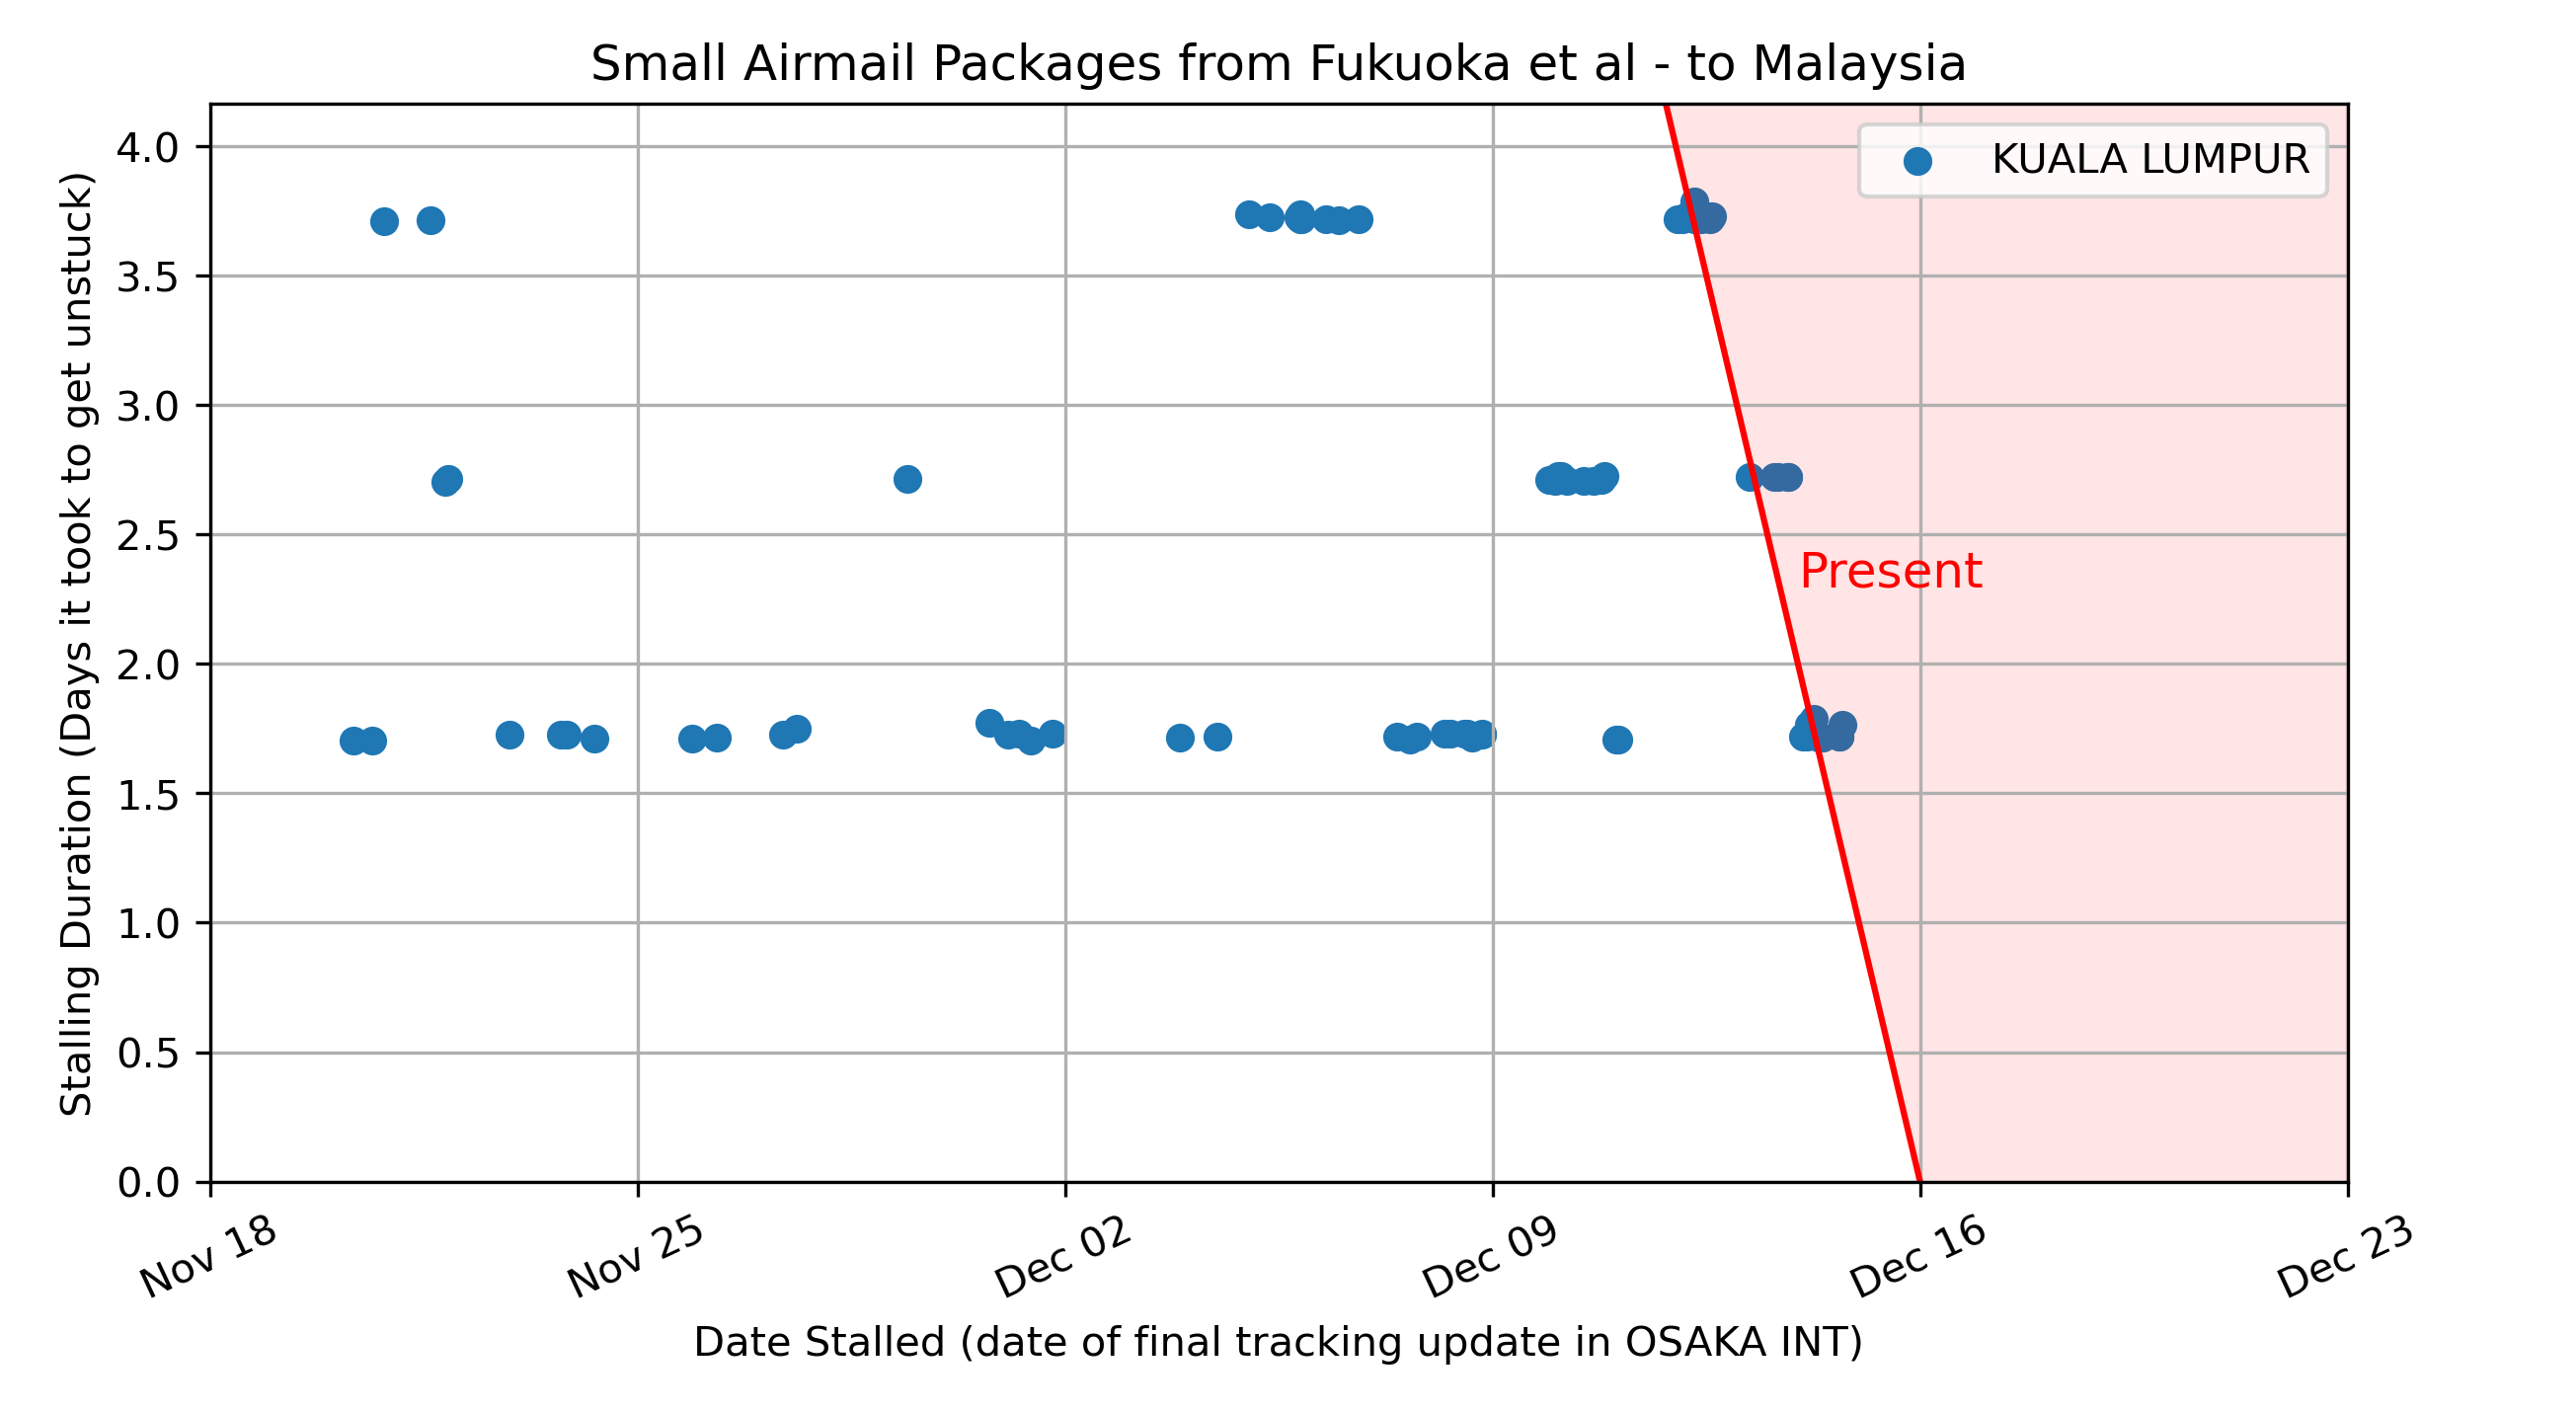 Small Airmail Packages from Fukuoka et al - to Malaysia
KUALA LUMPUR
Present
Stalling Duration (Days it took to get unstuck)
4.0
3.5
3.0
2.5
2.0
1.5
1.0
0.5
0.0
Nov 18
Nov 25
Dec 02
Dec 09
Dec 16
Dec 23
Date Stalled (date of final tracking update in OSAKA INT)